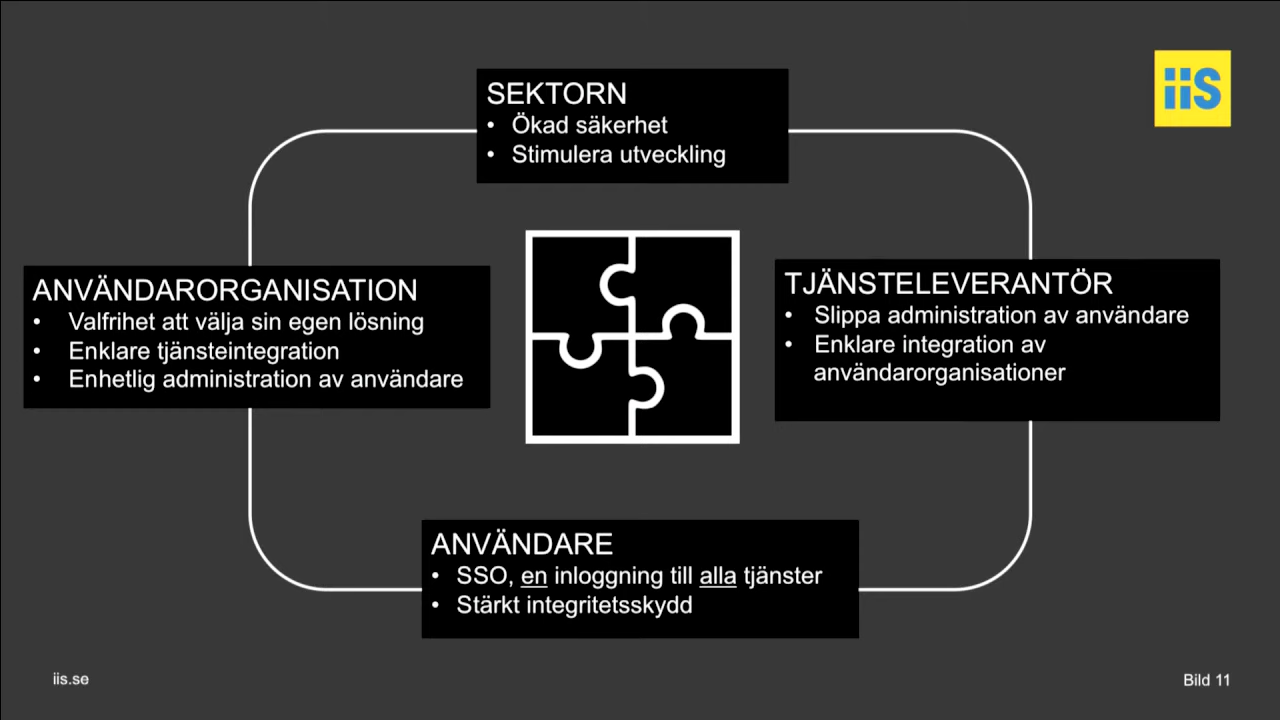 iiS
SEKTORN
• Ökad säkerhet
• Stimulera utveckling
ANVÄNDARORGANISATION
• Valfrihet att välja sin egen lösning
• Enklare tjänsteintegration
• Enhetlig administration av användare
TJÄNSTELEVERANTÖR
• Slippa administration av användare
• Enklare integration av
användarorganisationer
ANVÄNDARE
• SSO, en inloggning till alla tjänster
• Stärkt integritetsskydd
iis.se
Bild 11